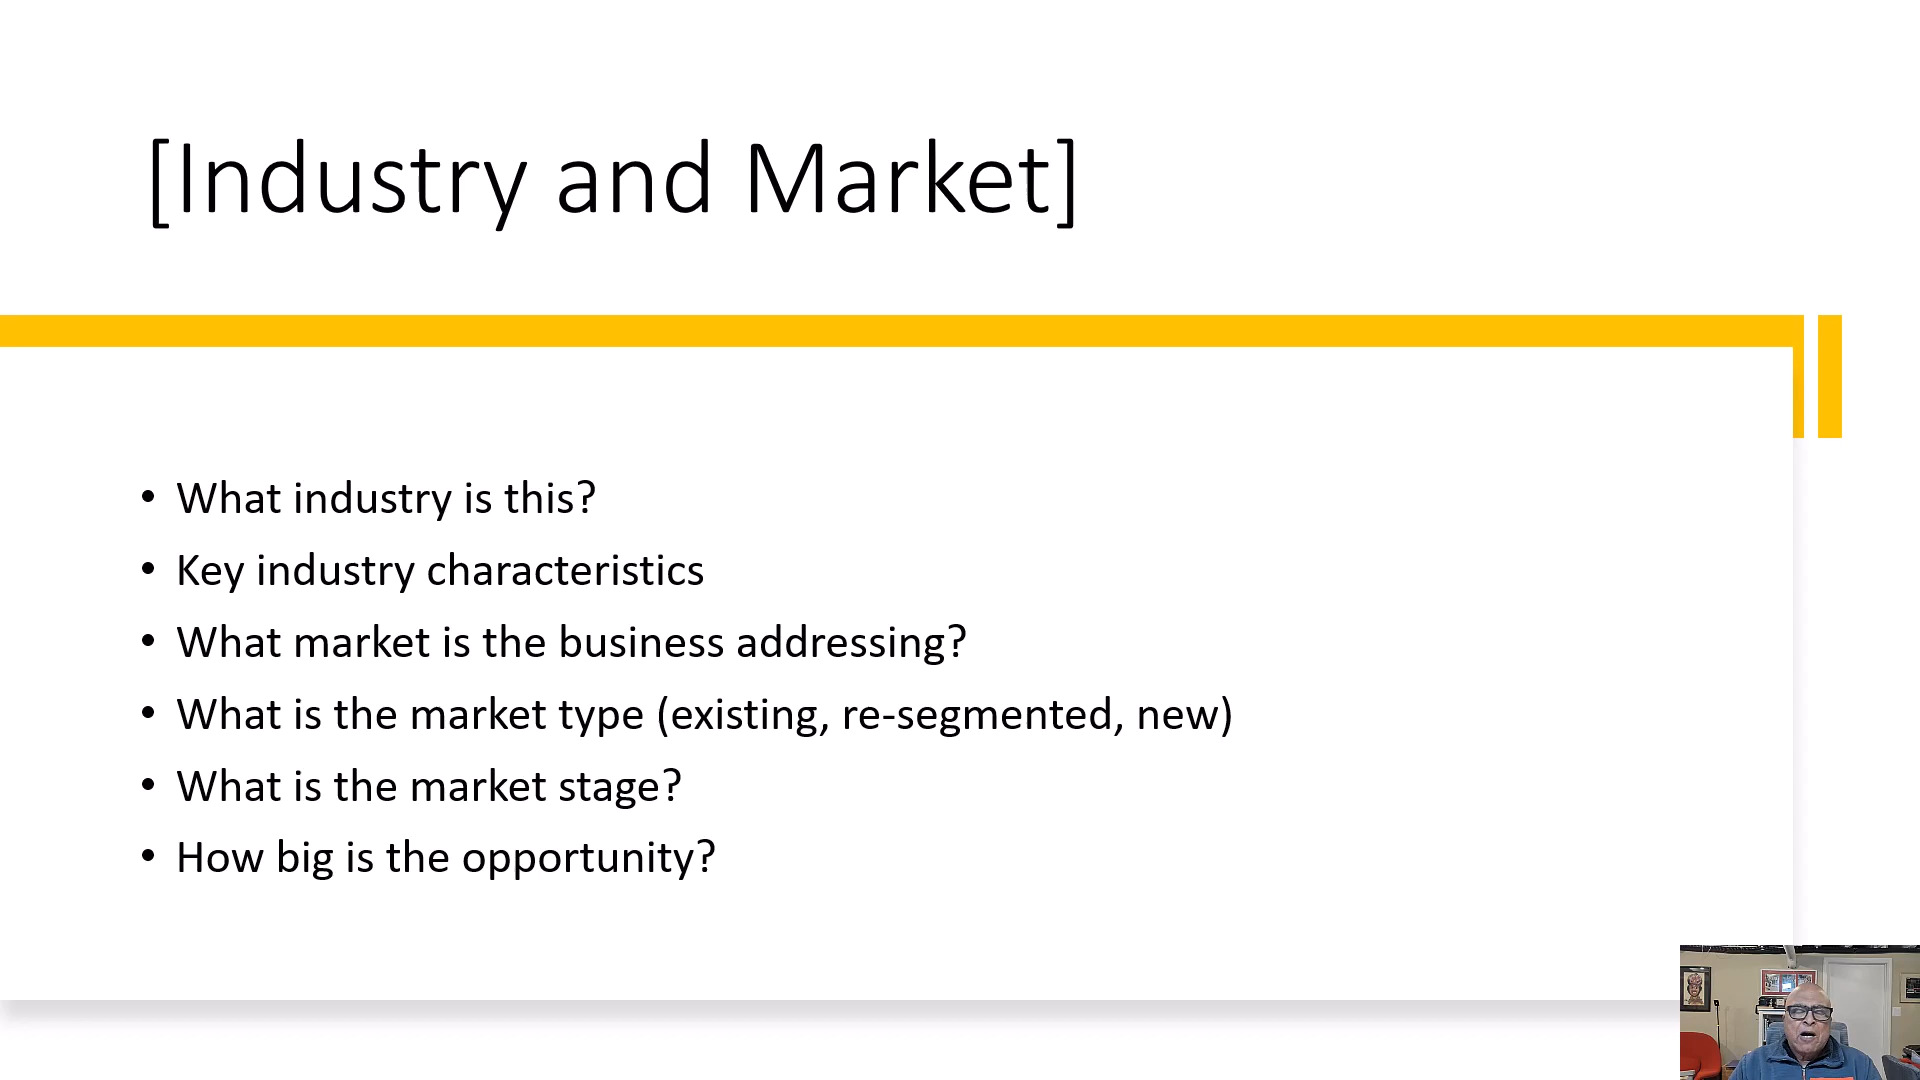 [Industry and Market]
• What industry is this?
• Key industry characteristics
• What market is the business addressing?
• What is the market type (existing, re-segmented, new)
• What is the market stage?
• How big is the opportunity?